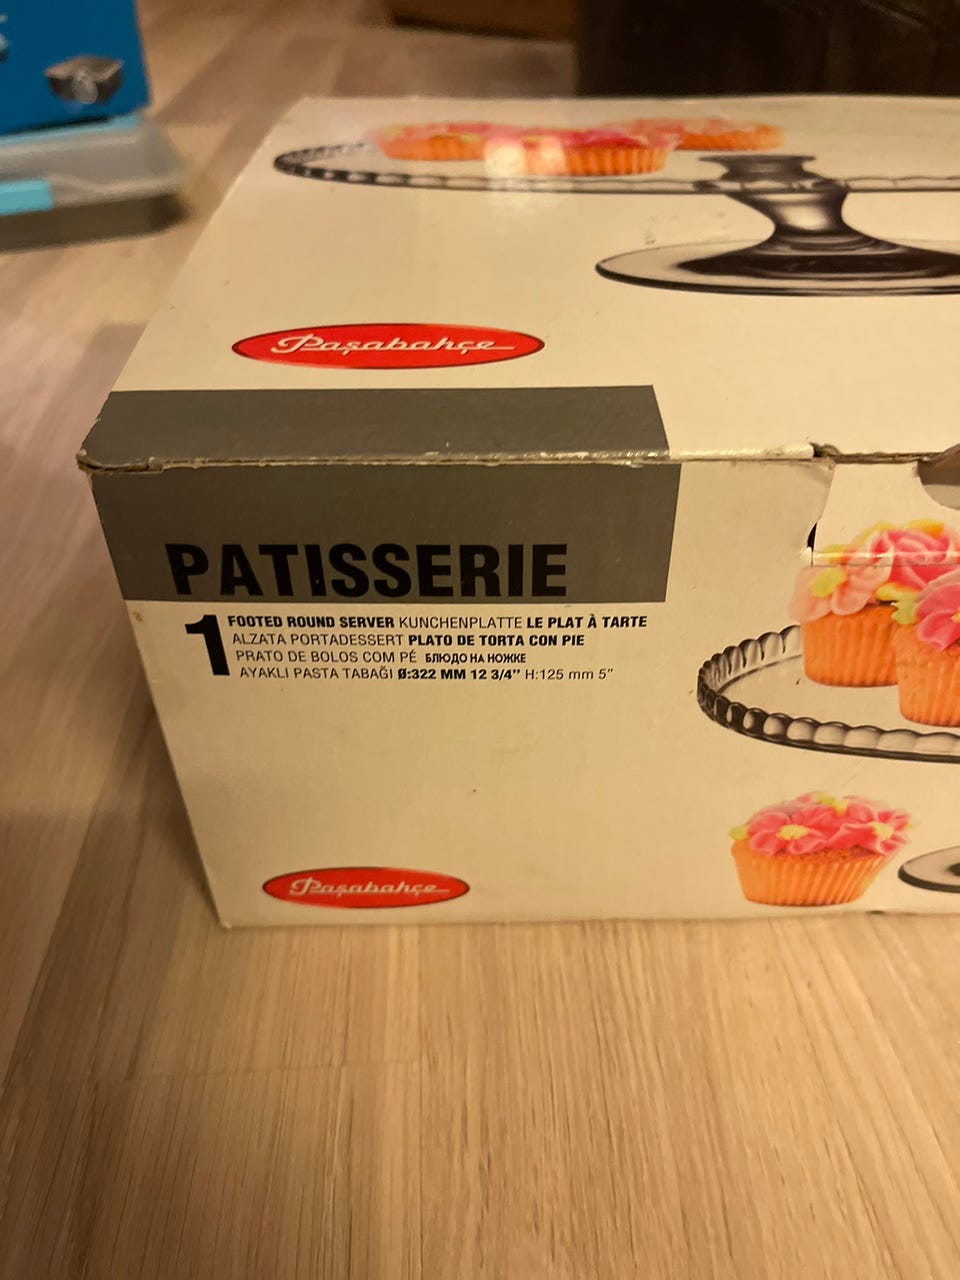 Paşabahçe
PATISSERIE
1
FOOTED ROUND SERVER KUNCHENPLATTE LE PLAT À TARTE
ALZATA PORTADESSERT PLATO DE TORTA CON PIE
PRATO DE BOLOS COM PÉ БЛЮДО НА НОЖКЕ
AYAKLI PASTA TABAĞI Ø:322 MM 12 3/4" H:125 mm 5"
Paşabahçe